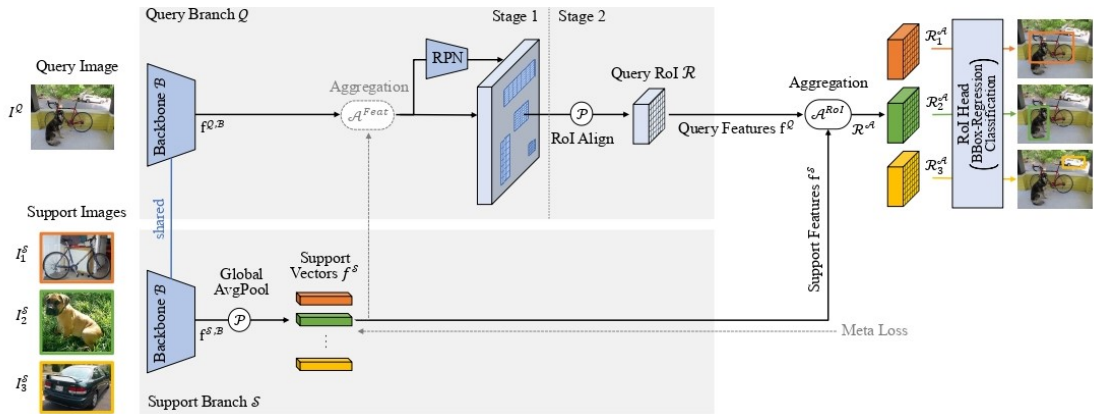 Query Branch Q
Stage 1
Stage 2
Query Image
I^Q
Backbone B
f^{Q,B}
Aggregation
A^{Feat}
RPN
P
RoI Align
Query RoI R
Query Features f^Q
Aggregation
A^{RoI}
R^A
R_1^A
R_2^A
R_3^A
RoI Head
(BBox-Regression
Classification)
shared
Support Images
I_1^S
I_2^S
I_3^S
Backbone B
f^{S,B}
Global
AvgPool
P
Support
Vectors f^S
Support Features f^S
Meta Loss
Support Branch S